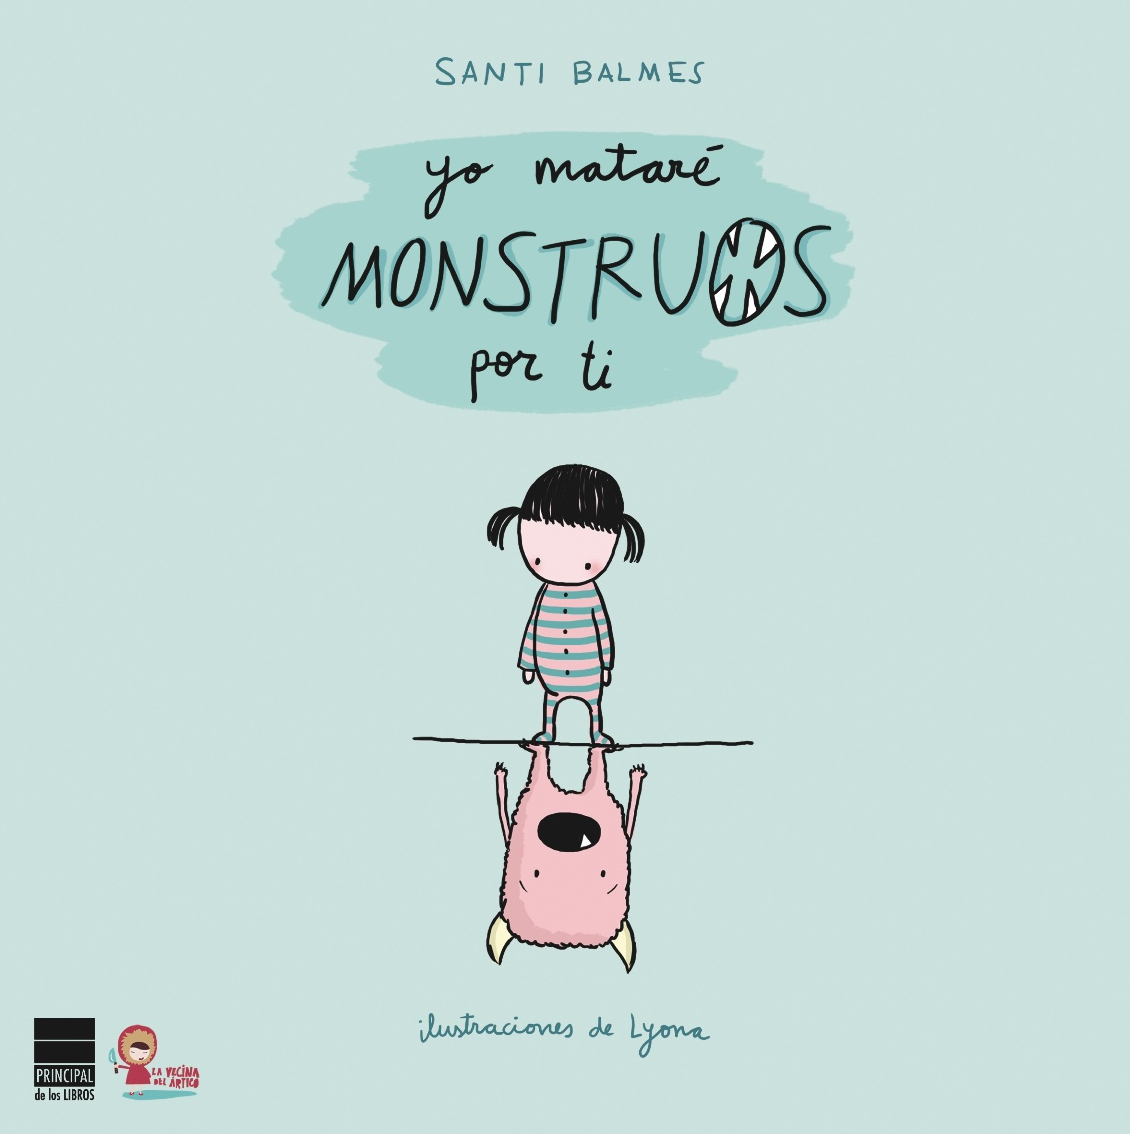 SANTI BALMES
yo mataré
MONSTRUOS
por ti
ilustraciones de Lyona
PRINCIPAL
de los LIBROS
LA VECINA
DEL ÁRTICO